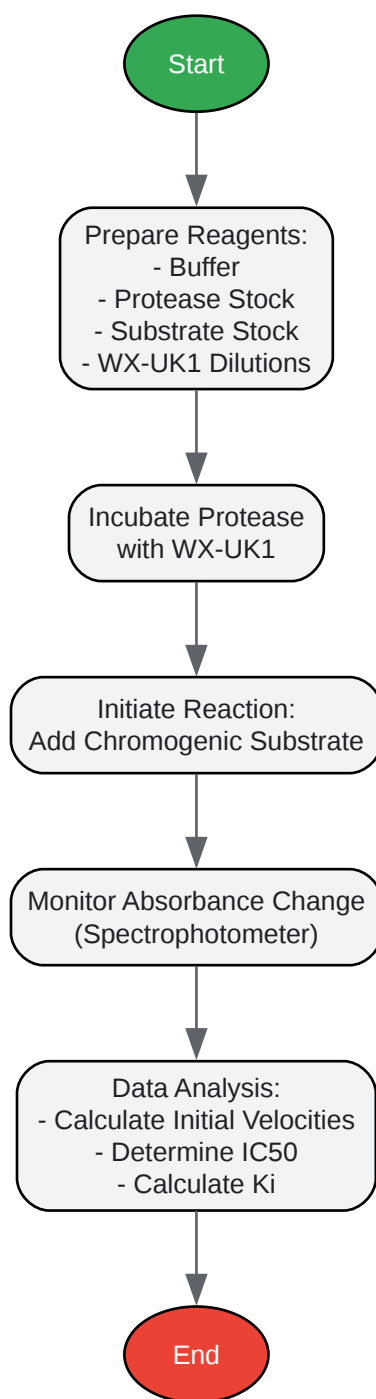 Start
Prepare Reagents:
- Buffer
- Protease Stock
- Substrate Stock
- WX-UK1 Dilutions
Incubate Protease
with WX-UK1
Initiate Reaction:
Add Chromogenic Substrate
Monitor Absorbance Change
(Spectrophotometer)
Data Analysis:
- Calculate Initial Velocities
- Determine IC50
- Calculate Ki
End